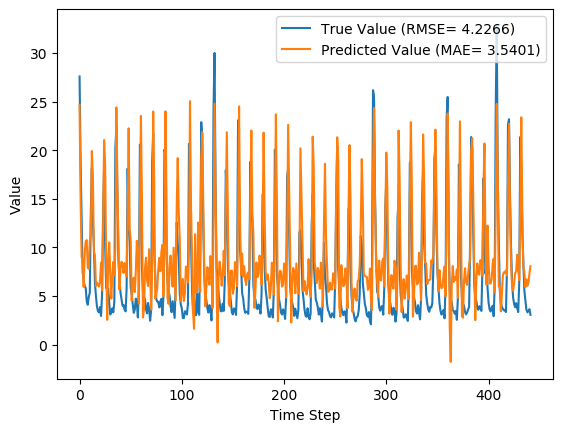 True Value (RMSE= 4.2266)
Predicted Value (MAE= 3.5401)
30
25
20
15
10
5
0
Value
0 100 200 300 400
Time Step